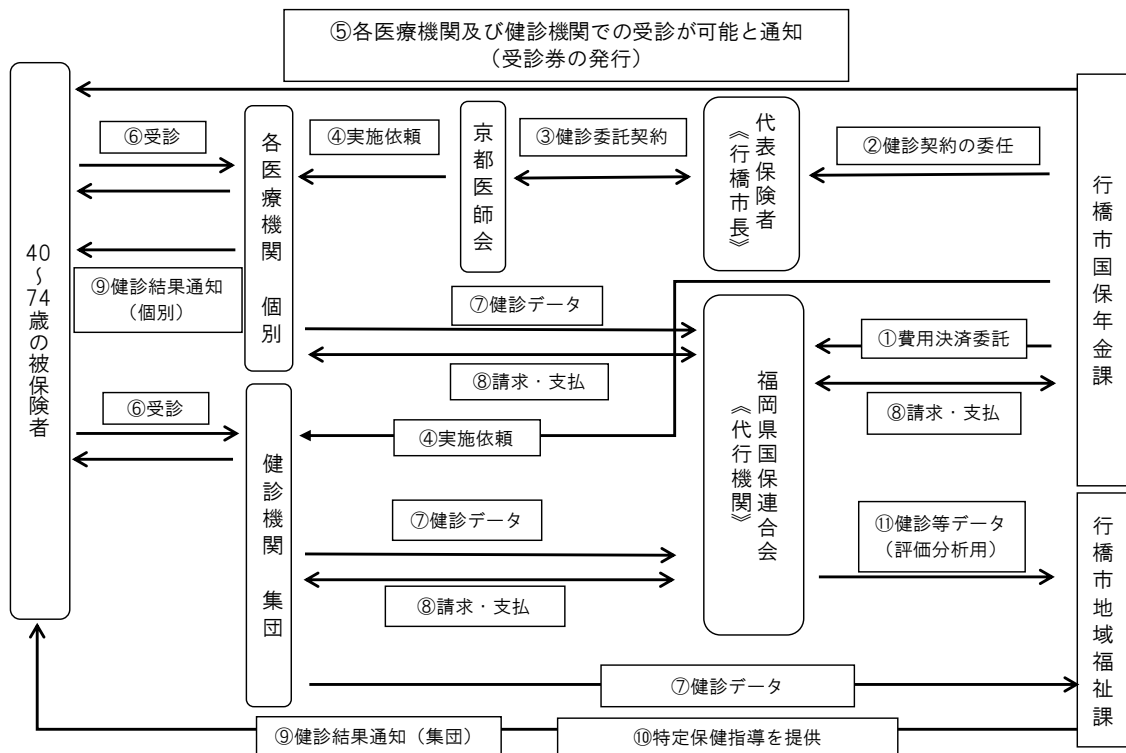 ⑤各医療機関及び健診機関での受診が可能と通知
（受診券の発行）
40～74歳の被保険者
⑥受診
各医療機関　個別
④実施依頼
京都医師会
③健診委託契約
代表保険者
《行橋市長》
②健診契約の委任
行橋市国保年金課
⑨健診結果通知
（個別）
⑦健診データ
⑧請求・支払
①費用決済委託
⑧請求・支払
福岡県国保連合会
《代行機関》
⑥受診
④実施依頼
健診機関　集団
⑦健診データ
⑧請求・支払
⑪健診等データ
（評価分析用）
行橋市地域福祉課
⑦健診データ
⑨健診結果通知（集団）
⑩特定保健指導を提供